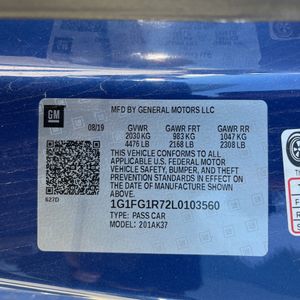 GM
MFD BY GENERAL MOTORS LLC
08/19 GVWR GAWR FRT GAWR RR
2030 KG 983 KG 1047 KG
4476 LB 2168 LB 2308 LB
THIS VEHICLE CONFORMS TO ALL
APPLICABLE U.S. FEDERAL MOTOR
VEHICLE SAFETY, BUMPER, AND THEFT
PREVENTION STANDARDS IN EFFECT ON
THE DATE OF MANUFACTURE SHOWN ABOVE.
627D
1G1FG1R72L0103560
TYPE: PASS CAR
MODEL: 201AK37